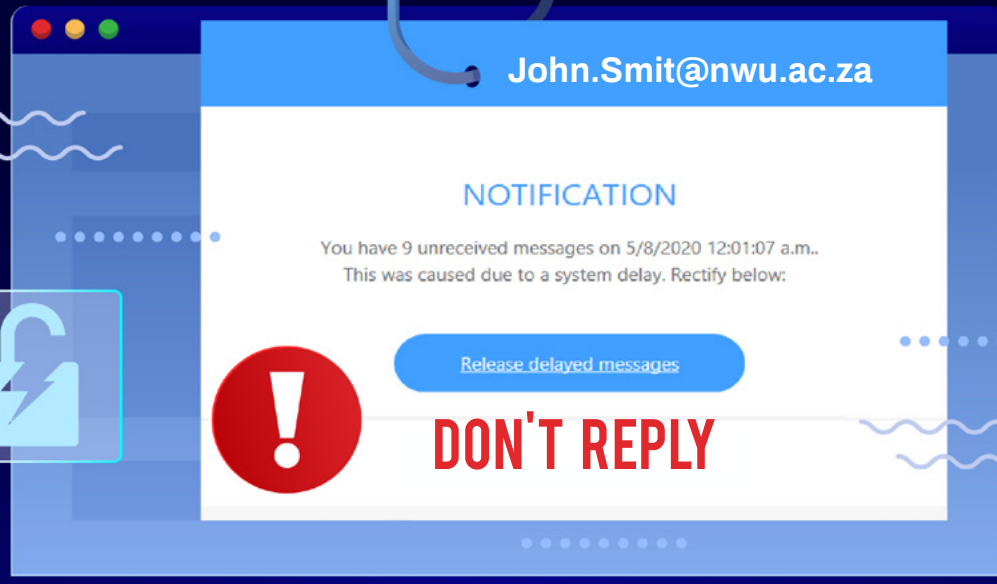 John.Smit@nwu.ac.za
NOTIFICATION
You have 9 unreceived messages on 5/8/2020 12:01:07 a.m..
This was caused due to a system delay. Rectify below:
Release delayed messages
DON'T REPLY